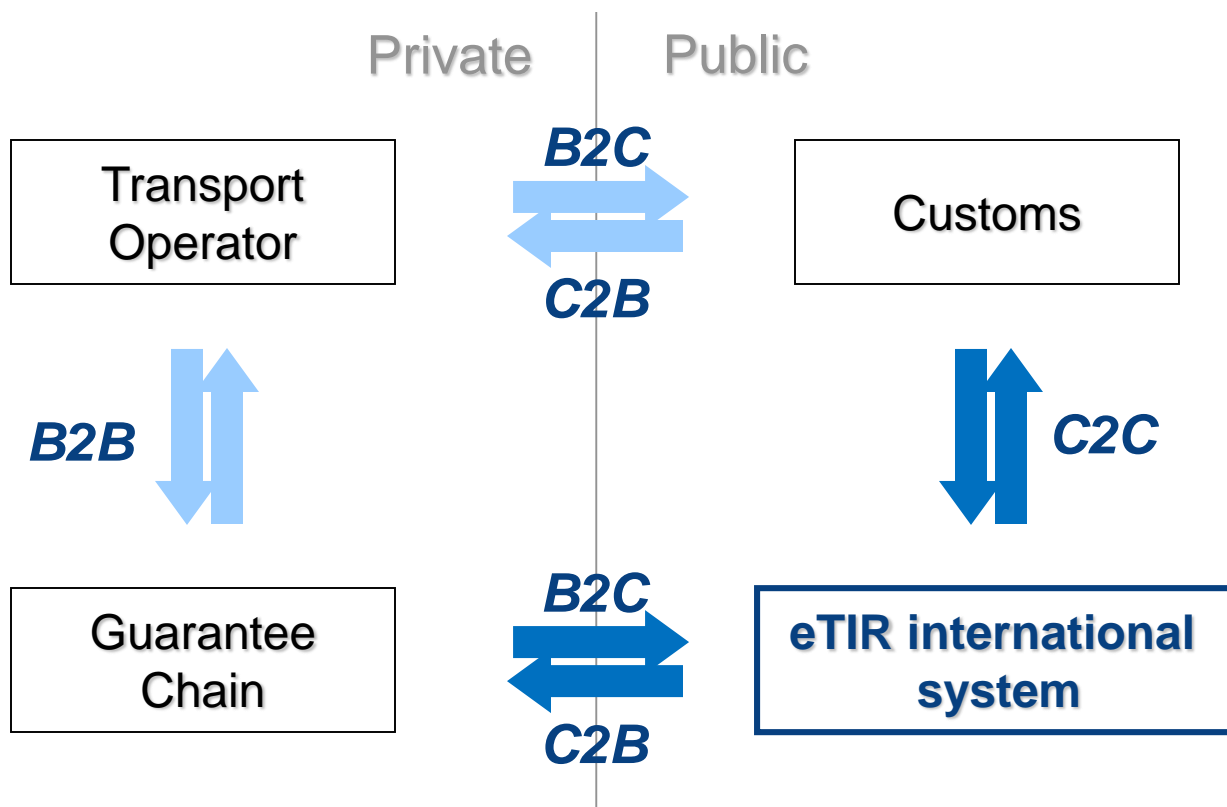 Private
Public
B2C
Transport
Operator
Customs
C2B
B2B
C2C
B2C
Guarantee
Chain
eTIR international
system
C2B